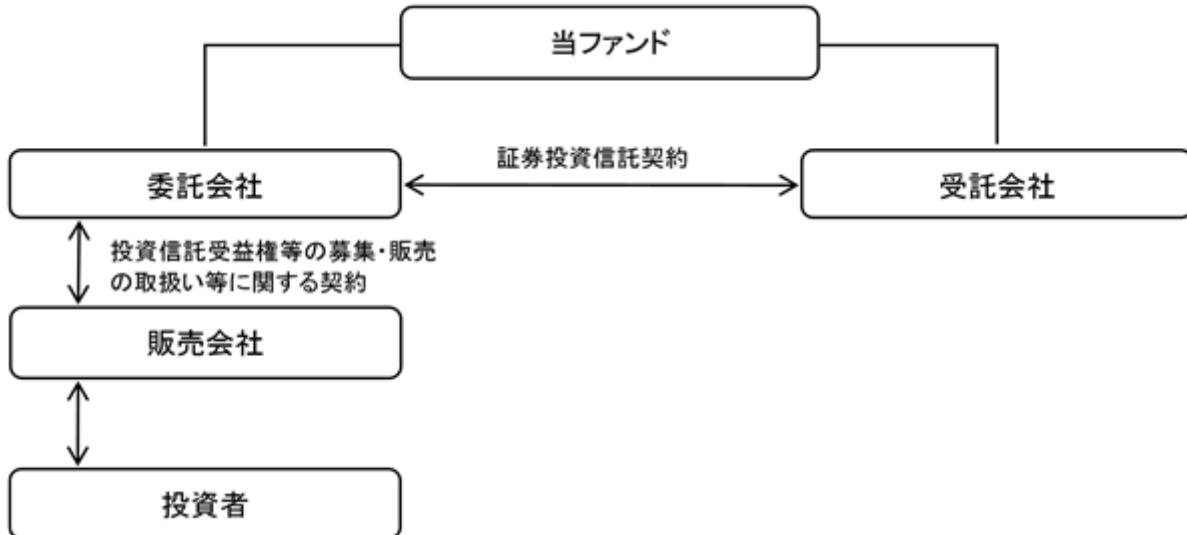 当ファンド
証券投資信託契約
委託会社
受託会社
投資信託受益権等の募集･販売
の取扱い等に関する契約
販売会社
投資者